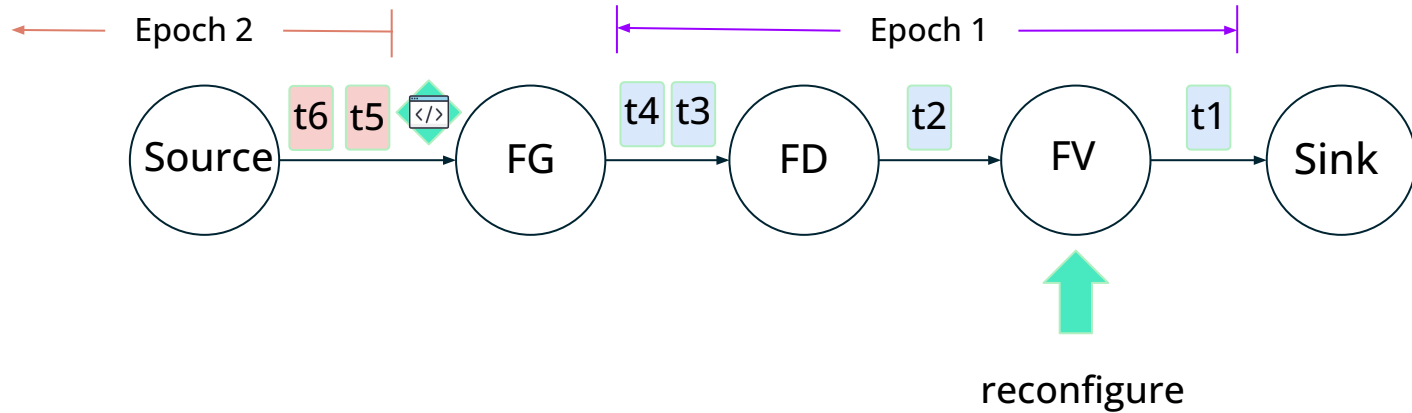 Epoch 2
Epoch 1
t6 t5 </> t4 t3 t2 t1
Source FG FD FV Sink
reconfigure